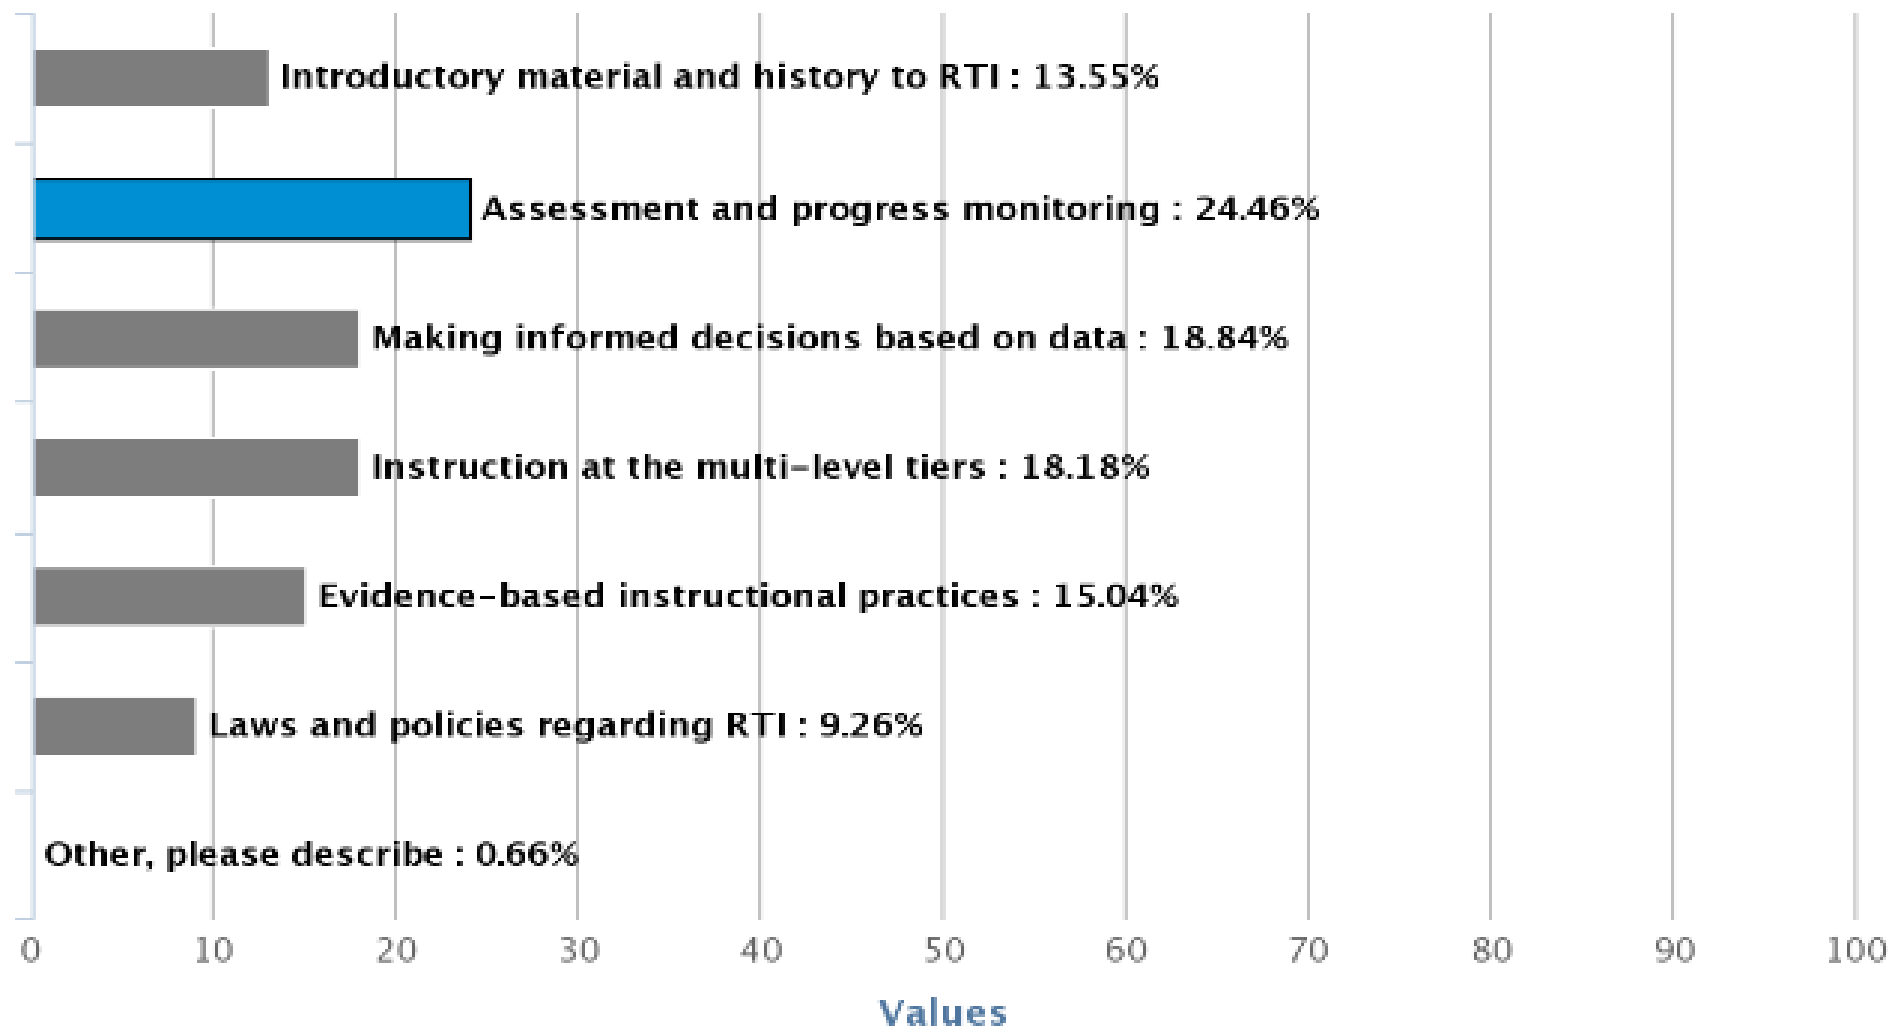 Introductory material and history to RTI : 13.55%
Assessment and progress monitoring : 24.46%
Making informed decisions based on data : 18.84%
Instruction at the multi-level tiers : 18.18%
Evidence-based instructional practices : 15.04%
Laws and policies regarding RTI : 9.26%
Other, please describe : 0.66%
0 10 20 30 40 50 60 70 80 90 100
Values